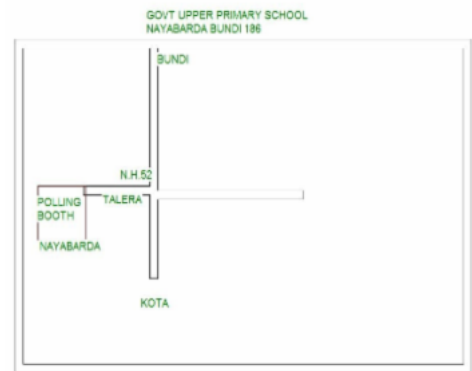 GOVT UPPER PRIMARY SCHOOL
NAYABARDA BUNDI 186
BUNDI
N.H.52
TALERA
POLLING
BOOTH
NAYABARDA
KOTA